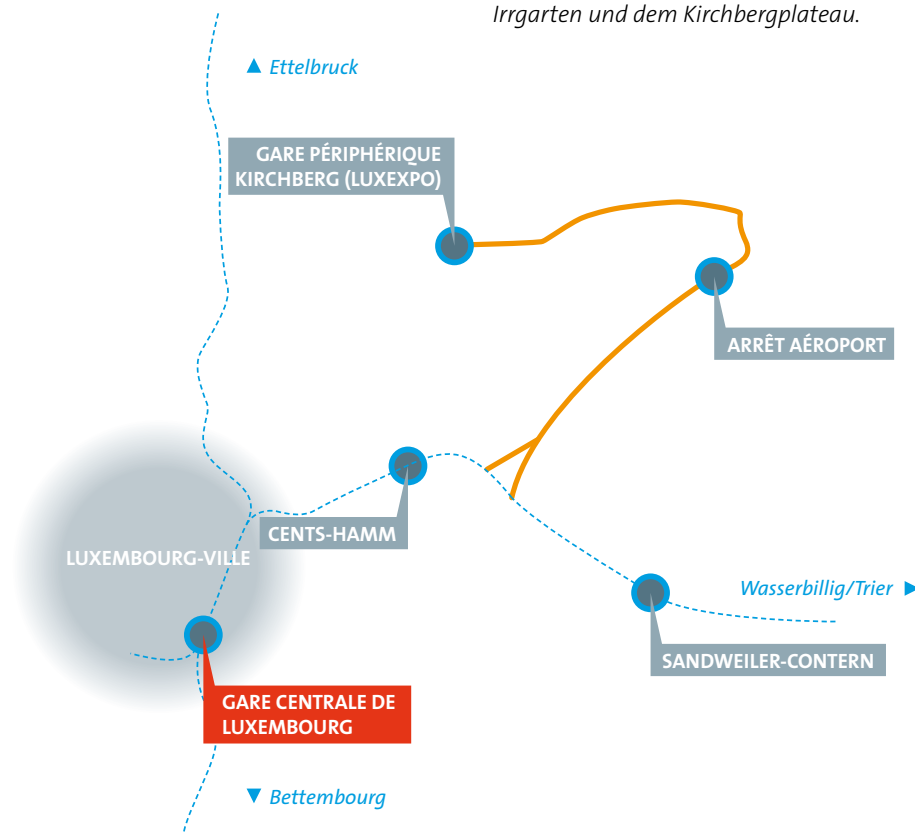 Irrgarten und dem Kirchbergplateau.
▲ Ettelbruck
GARE PÉRIPHÉRIQUE
KIRCHBERG (LUXEXPO)
ARRÊT AÉROPORT
CENTS-HAMM
LUXEMBOURG-VILLE
Wasserbillig/Trier ►
SANDWEILER-CONTERN
GARE CENTRALE DE
LUXEMBOURG
▼ Bettembourg